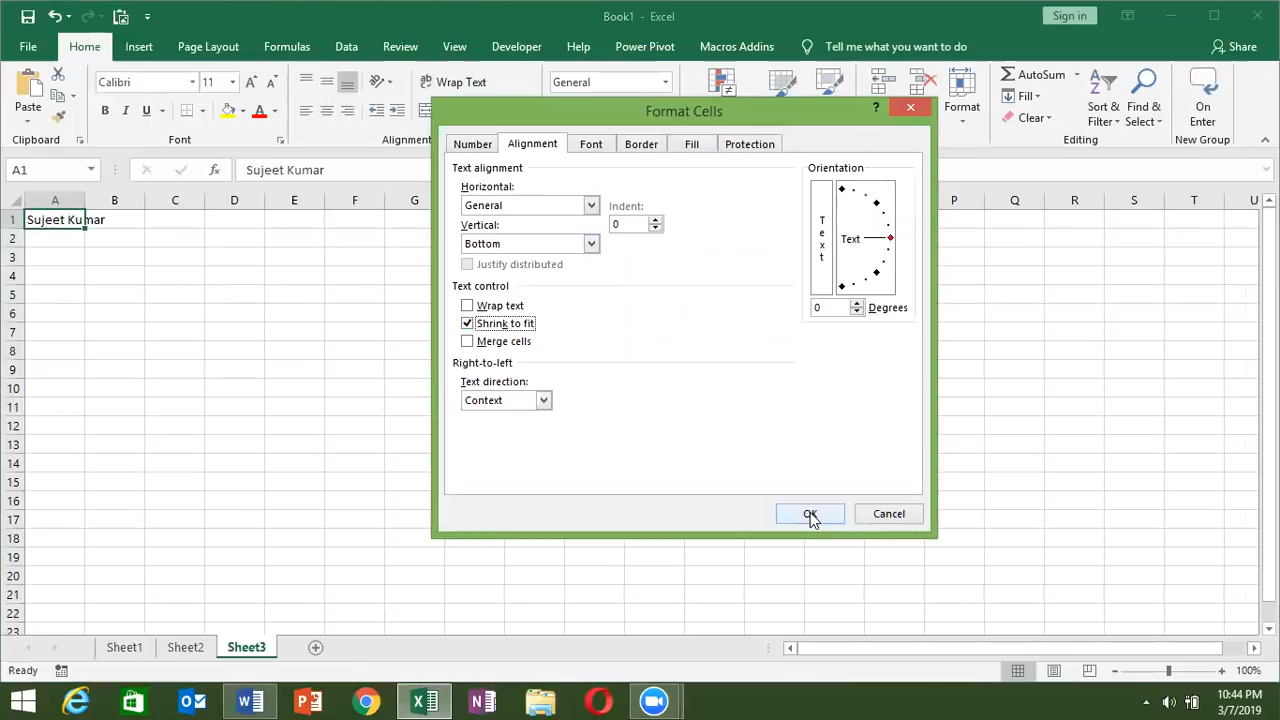 Book1 - Excel
Sign in
File Home Insert Page Layout Formulas Data Review View Developer Help Power Pivot Macros Addins Tell me what you want to do Share
Paste
Calibri 11
B I U
Wrap Text
General
Format
AutoSum
Fill
Clear
Sort &
Filter
Find &
Select
On
Enter
Clipboard Font Alignm Editing New Group
A1 fx Sujeet Kumar
A B C D E F G P Q R S T U
1 Sujeet Kumar
2
3
4
5
6
7
8
9
10
11
12
13
14
15
16
17
18
19
20
21
22
23
Format Cells
?
Number Alignment Font Border Fill Protection
Text alignment
Horizontal:
General
Indent:
0
Vertical:
Bottom
Justify distributed
Text control
Wrap text
Shrink to fit
Merge cells
Right-to-left
Text direction:
Context
Orientation
T
e
x
t
Text
0 Degrees
OK Cancel
Sheet1 Sheet2 Sheet3
Ready
100%
10:44 PM
3/7/2019